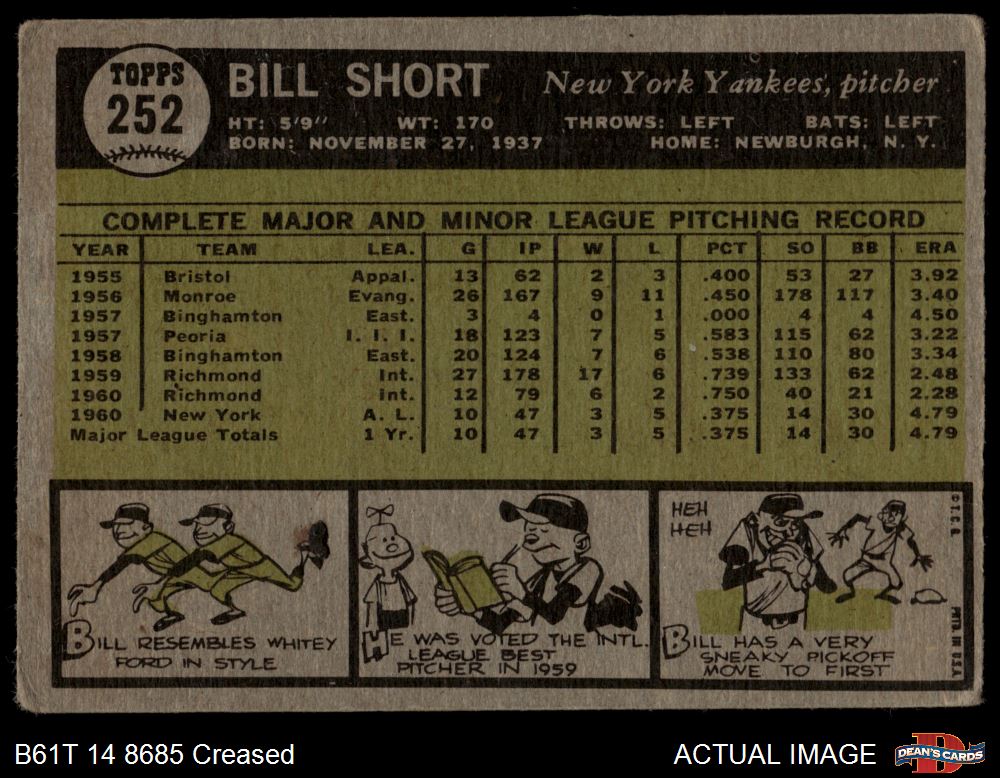 TOPPS
252
BILL SHORT New York Yankees, pitcher
HT: 5'9" WT: 170 THROWS: LEFT BATS: LEFT
BORN: NOVEMBER 27, 1937 HOME: NEWBURGH, N. Y.
COMPLETE MAJOR AND MINOR LEAGUE PITCHING RECORD
YEAR TEAM LEA. G IP W L PCT SO BB ERA
1955 Bristol Appal. 13 62 2 3 .400 53 27 3.92
1956 Monroe Evang. 26 167 9 11 .450 178 117 3.40
1957 Binghamton East. 3 4 0 1 .000 4 4 4.50
1957 Peoria I. I. I. 18 123 7 5 .583 115 62 3.22
1958 Binghamton East. 20 124 7 6 .538 110 80 3.34
1959 Richmond Int. 27 178 17 6 .739 133 62 2.48
1960 Richmond Int. 12 79 6 2 .750 40 21 2.28
1960 New York A. L. 10 47 3 5 .375 14 30 4.79
Major League Totals 1 Yr. 10 47 3 5 .375 14 30 4.79
BILL RESEMBLES WHITEY
FORD IN STYLE
HE WAS VOTED THE INTL.
LEAGUE BEST
PITCHER IN 1959
HEH
HEH
BILL HAS A VERY
SNEAKY PICKOFF
MOVE TO FIRST
© T.C.G.
PRTD. IN U.S.A.
B61T 14 8685 Creased
ACTUAL IMAGE
DEAN'S CARDS